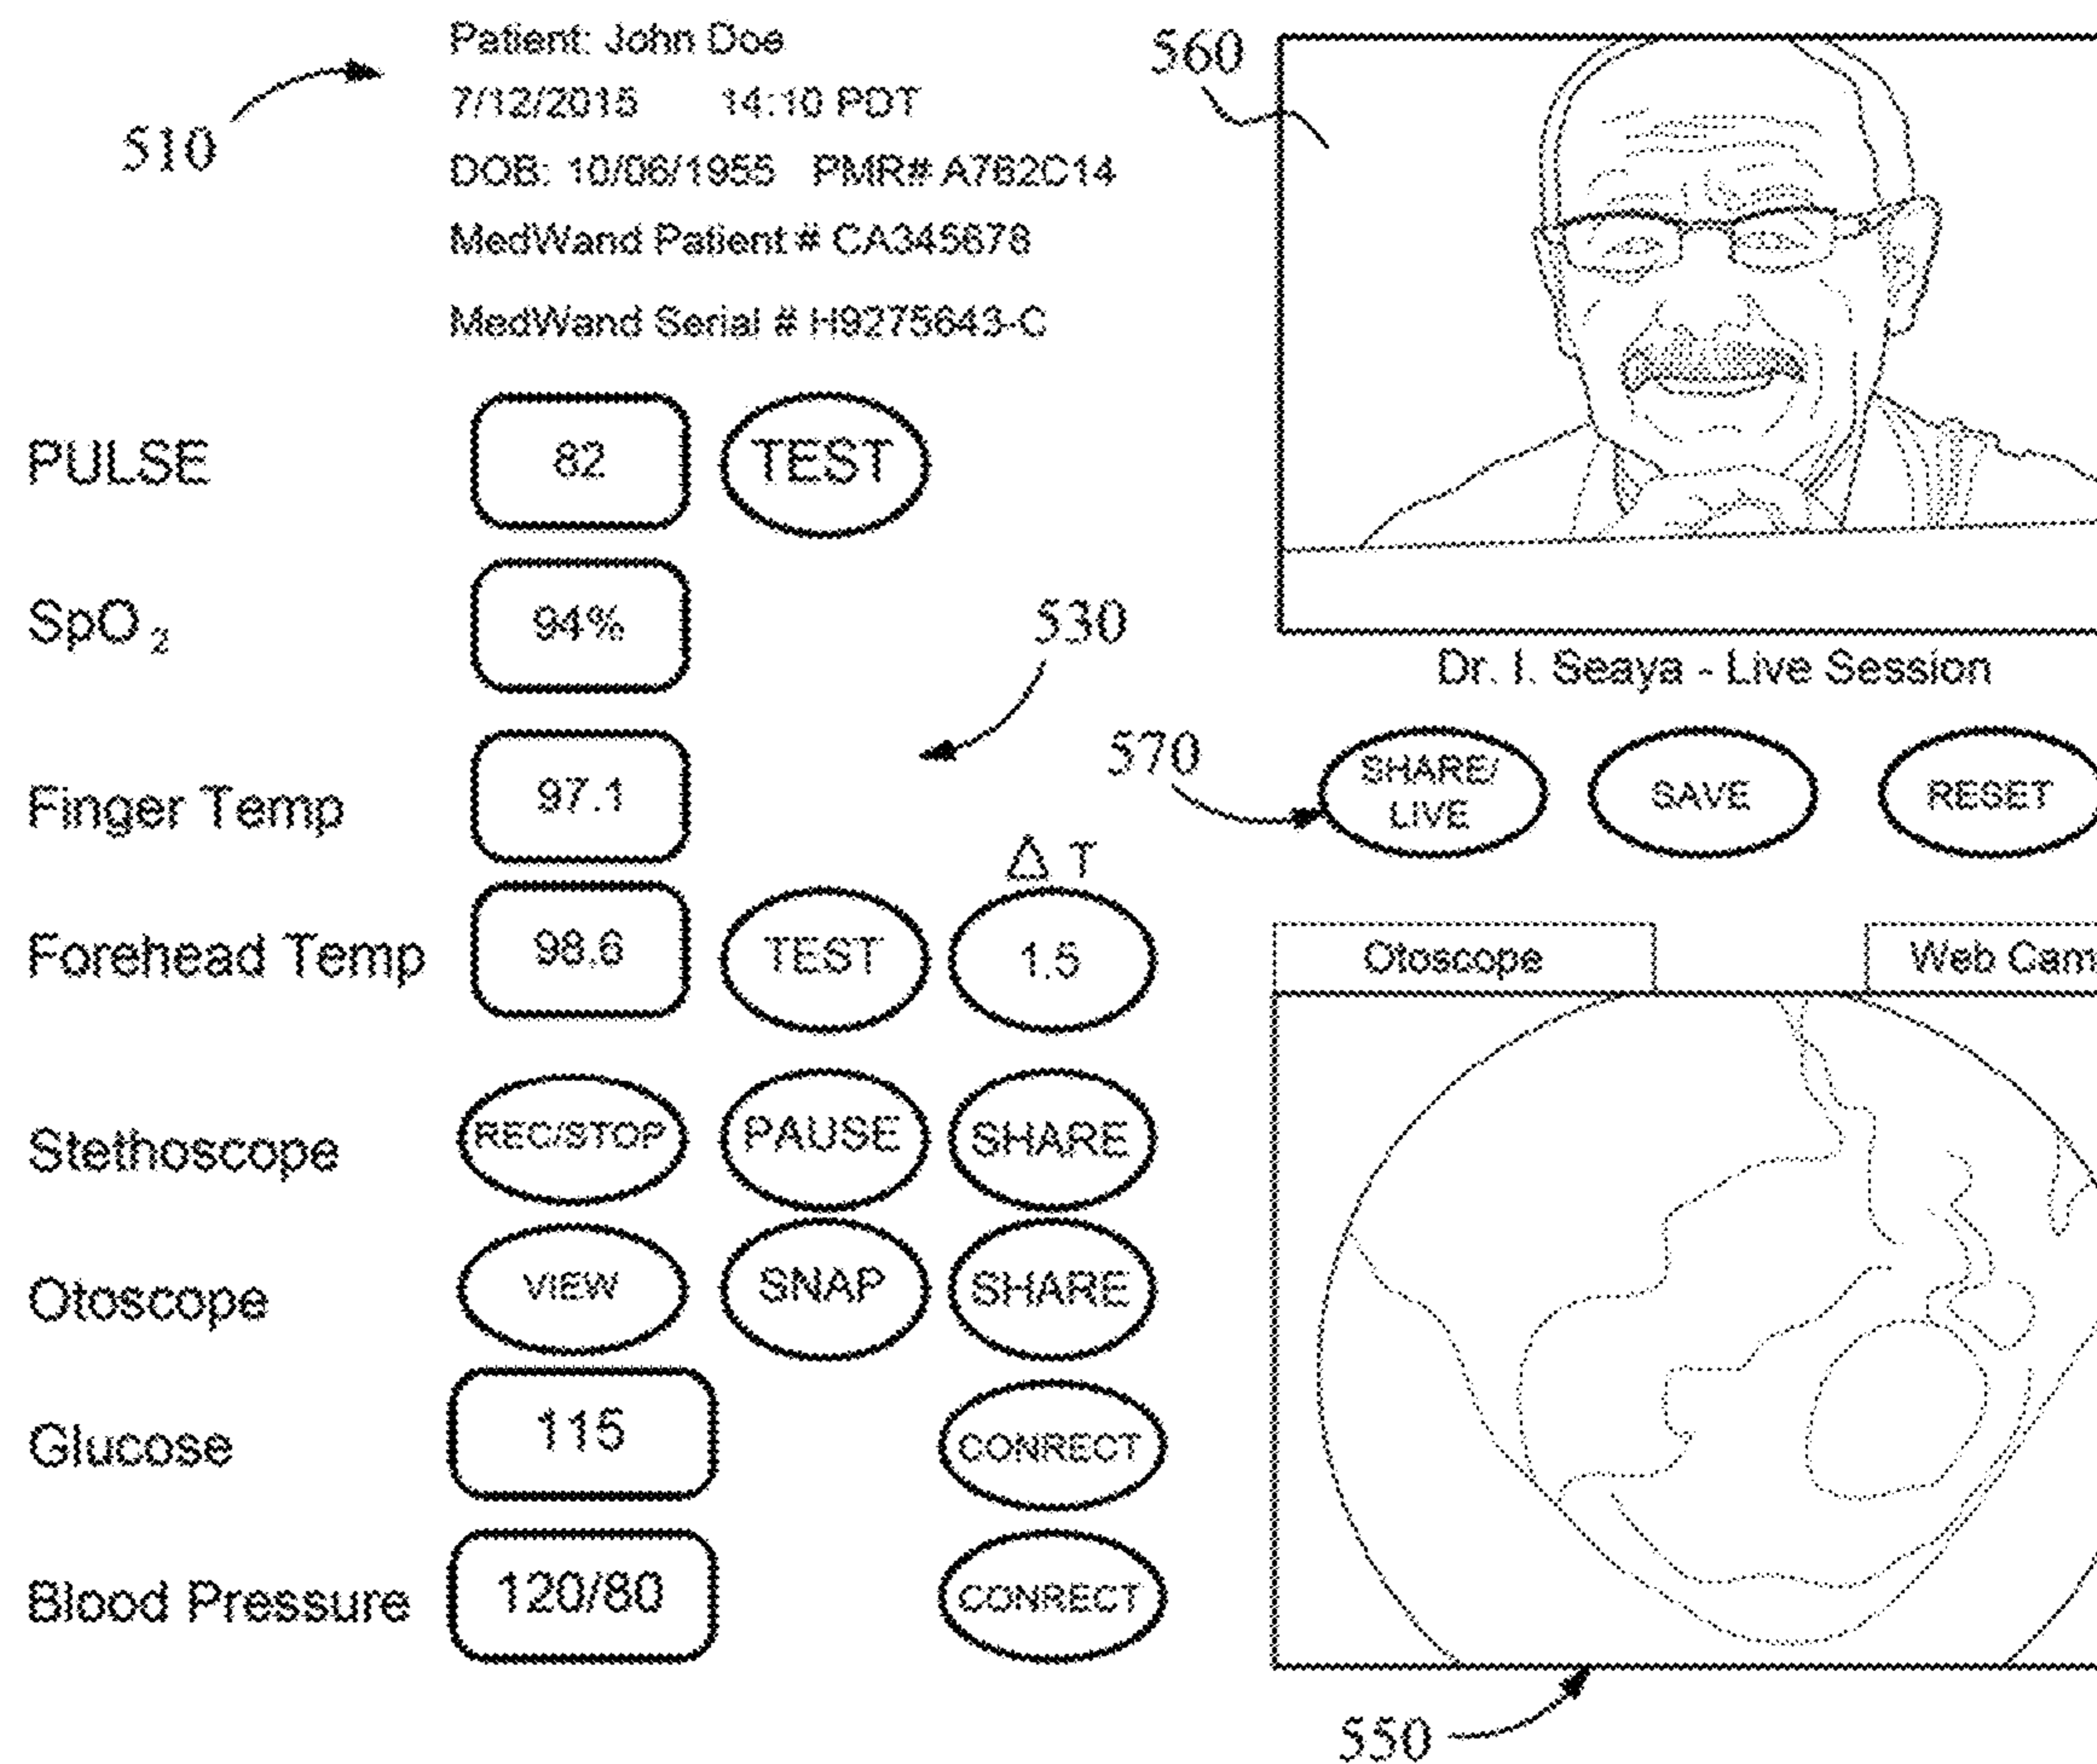 Patient: John Doe
7/12/2015 14:10 PDT
510
DOB: 10/06/1955 PMR# A762C14
MedWand Patient # CA345678
MedWand Serial # H9275643-C
PULSE 82 TEST
SpO2 94%
530
Finger Temp 97.1
Δ T
Forehead Temp 98.6 TEST 1.5
Stethoscope REC/STOP PAUSE SHARE
Otoscope VIEW SNAP SHARE
Glucose 115 CONRECT
Blood Pressure 120/80 CONRECT
560
Dr. I. Seaya - Live Session
570
SHARE/
LIVE
SAVE
RESET
Otoscope Web Cam
550